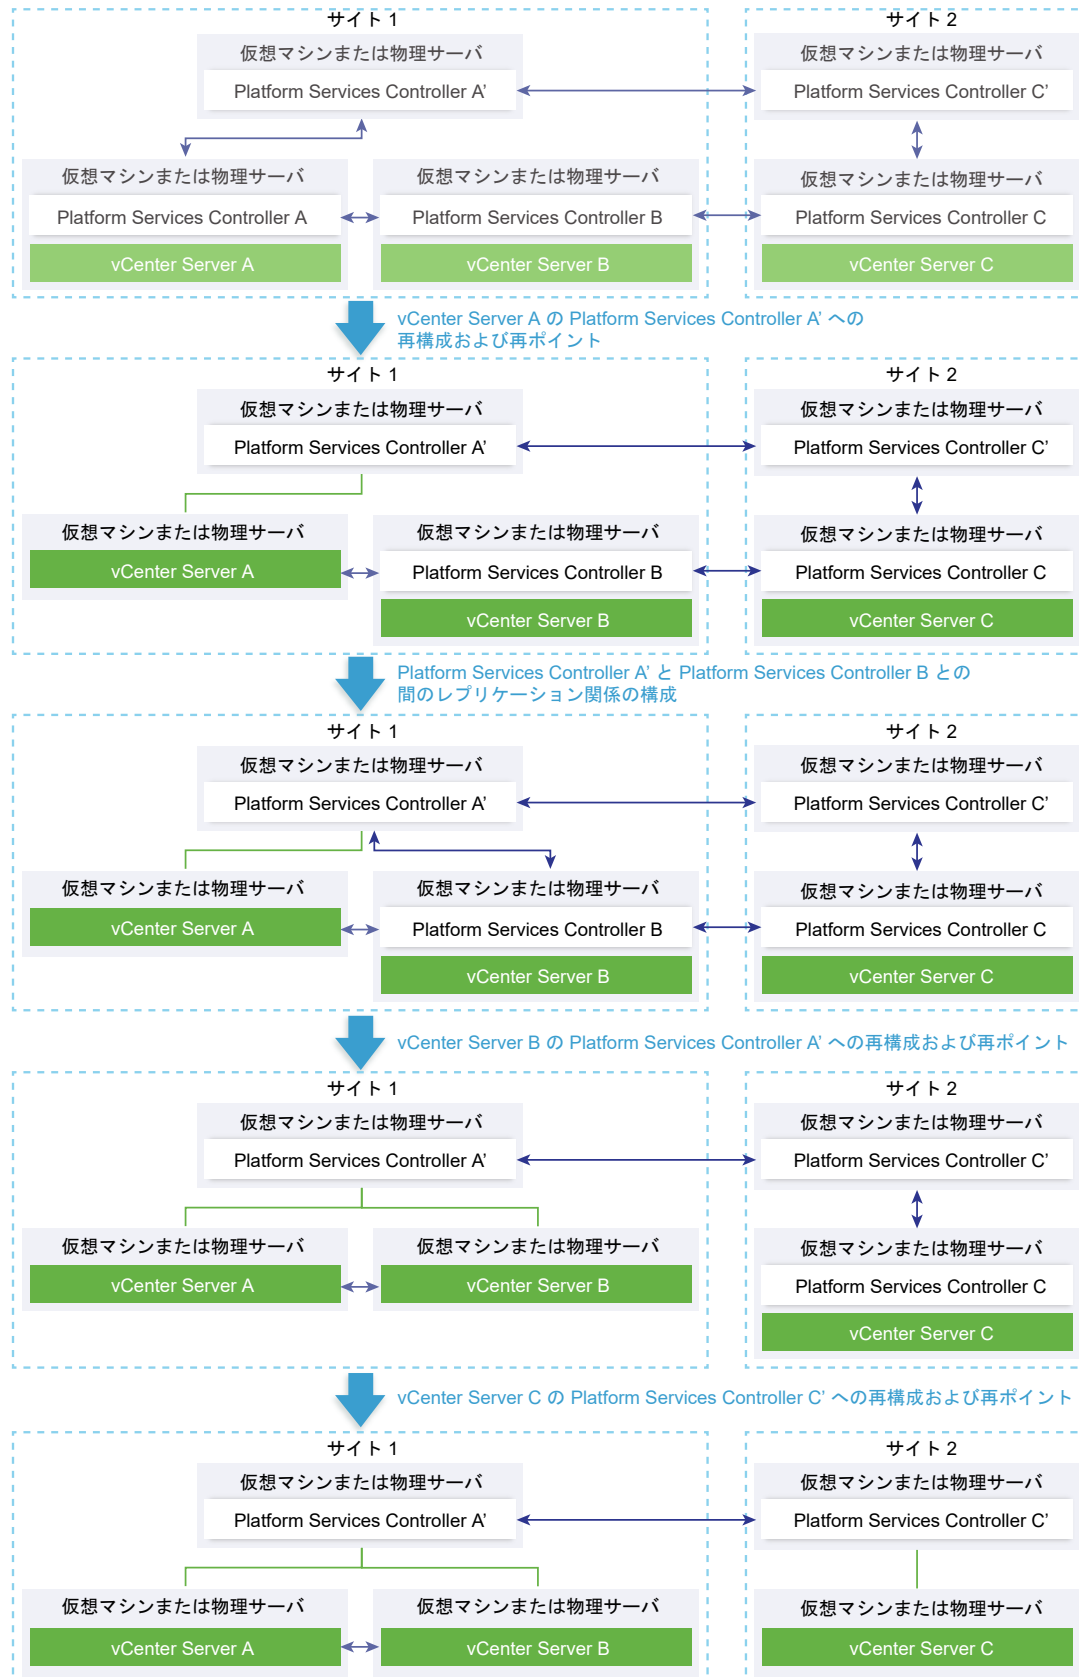 サイト 1
サイト 2
仮想マシンまたは物理サーバ
仮想マシンまたは物理サーバ
Platform Services Controller A’
Platform Services Controller C’
仮想マシンまたは物理サーバ
仮想マシンまたは物理サーバ
仮想マシンまたは物理サーバ
Platform Services Controller A
Platform Services Controller B
Platform Services Controller C
vCenter Server A
vCenter Server B
vCenter Server C
vCenter Server A の Platform Services Controller A’ への
再構成および再ポイント
サイト 1
サイト 2
仮想マシンまたは物理サーバ
仮想マシンまたは物理サーバ
Platform Services Controller A’
Platform Services Controller C’
仮想マシンまたは物理サーバ
仮想マシンまたは物理サーバ
仮想マシンまたは物理サーバ
vCenter Server A
Platform Services Controller B
Platform Services Controller C
vCenter Server B
vCenter Server C
Platform Services Controller A’ と Platform Services Controller B との
間のレプリケーション関係の構成
サイト 1
サイト 2
仮想マシンまたは物理サーバ
仮想マシンまたは物理サーバ
Platform Services Controller A’
Platform Services Controller C’
仮想マシンまたは物理サーバ
仮想マシンまたは物理サーバ
仮想マシンまたは物理サーバ
vCenter Server A
Platform Services Controller B
Platform Services Controller C
vCenter Server B
vCenter Server C
vCenter Server B の Platform Services Controller A’ への再構成および再ポイント
サイト 1
サイト 2
仮想マシンまたは物理サーバ
仮想マシンまたは物理サーバ
Platform Services Controller A’
Platform Services Controller C’
仮想マシンまたは物理サーバ
仮想マシンまたは物理サーバ
仮想マシンまたは物理サーバ
vCenter Server A
vCenter Server B
Platform Services Controller C
vCenter Server C
vCenter Server C の Platform Services Controller C’ への再構成および再ポイント
サイト 1
サイト 2
仮想マシンまたは物理サーバ
仮想マシンまたは物理サーバ
Platform Services Controller A’
Platform Services Controller C’
仮想マシンまたは物理サーバ
仮想マシンまたは物理サーバ
仮想マシンまたは物理サーバ
vCenter Server A
vCenter Server B
vCenter Server C